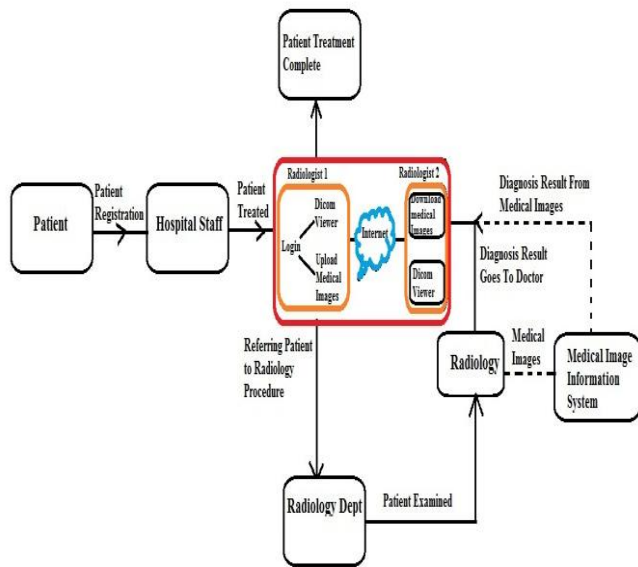 Patient Treatment
Complete
Radiologist 1
Radiologist 2
Patient
Patient
Registration
Hospital Staff
Patient
Treated
Login
Dicom
Viewer
Upload
Medical
Images
Internet
Download
medical
images
Dicom
Viewer
Diagnosis Result From
Medical Images
Diagnosis Result
Goes To Doctor
Referring Patient
to Radiology
Procedure
Radiology
Medical
Images
Medical Image
Information
System
Radiology Dept
Patient Examined